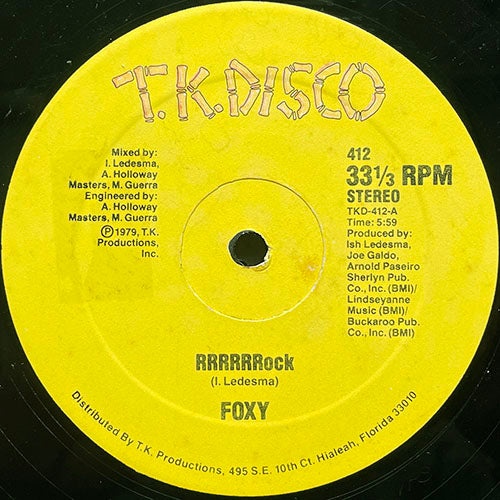 T.K.DISCO
Mixed by:
I. Ledesma,
A. Holloway
Masters, M. Guerra
Engineered by:
A. Holloway
Masters, M. Guerra
Ⓟ1979, T.K.
Productions,
Inc.
412
33⅓ RPM
STEREO
TKD-412-A
Time: 5:59
Produced by:
Ish Ledesma,
Joe Galdo,
Arnold Paseiro
Sherlyn Pub.
Co., Inc. (BMI)/
Lindseyanne
Music (BMI)/
Buckaroo Pub.
Co., Inc. (BMI)
RRRRRRock
(I. Ledesma)
FOXY
Distributed By T.K. Productions, 495 S.E. 10th Ct. Hialeah, Florida 33010